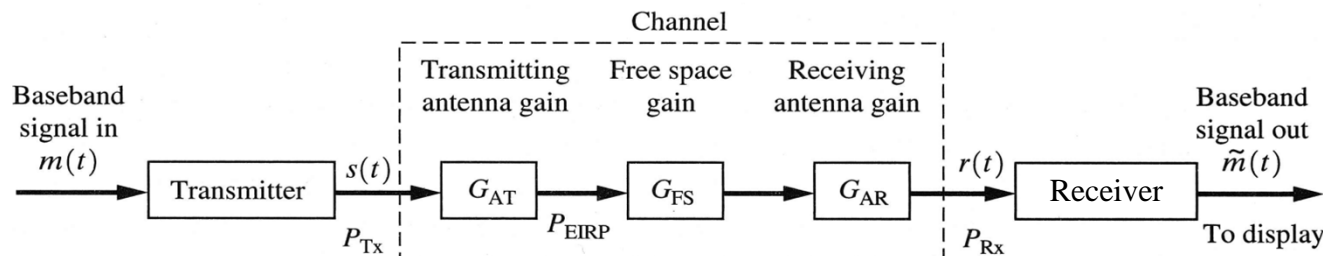 Channel
Transmitting
antenna gain
Free space
gain
Receiving
antenna gain
Baseband
signal in
m(t)
Baseband
signal out
m̃(t)
Transmitter
s(t)
G_AT
G_FS
G_AR
r(t)
Receiver
P_Tx
P_EIRP
P_Rx
To display